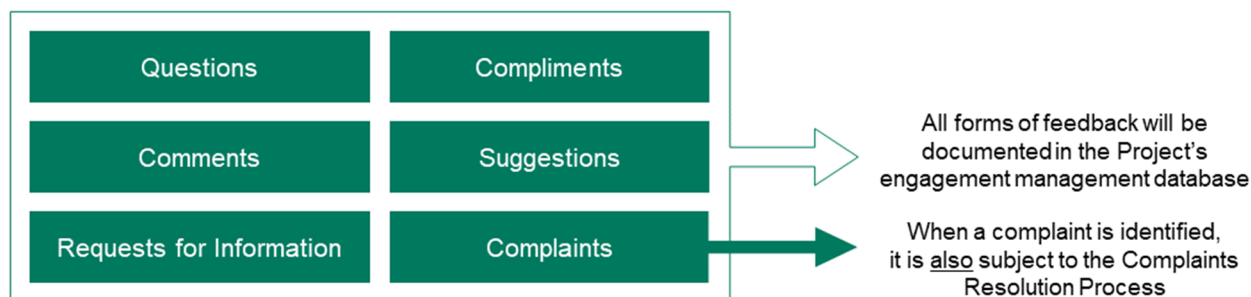 Questions
Compliments
Comments
Suggestions
Requests for Information
Complaints
All forms of feedback will be
documented in the Project's
engagement management database
When a complaint is identified,
it is also subject to the Complaints
Resolution Process